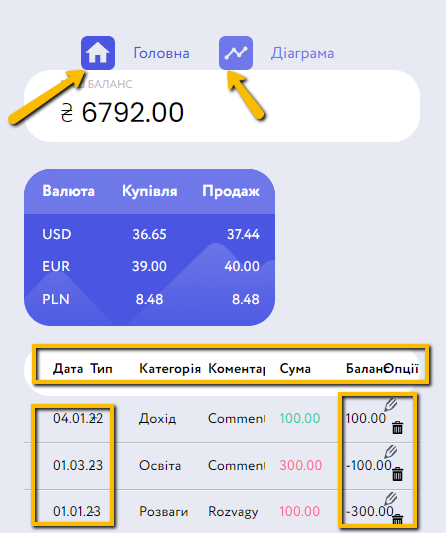 Головна Діаграма
БАЛАНС
₴ 6792.00
Валюта Купівля Продаж
USD 36.65 37.44
EUR 39.00 40.00
PLN 8.48 8.48
Дата Тип Категорія Коментар Сума Баланс Опції
04.01.22 + Дохід Comment 100.00 100.00
01.03.23 - Освіта Comment 300.00 -100.00
01.01.23 - Розваги Rozvagy 100.00 -300.00